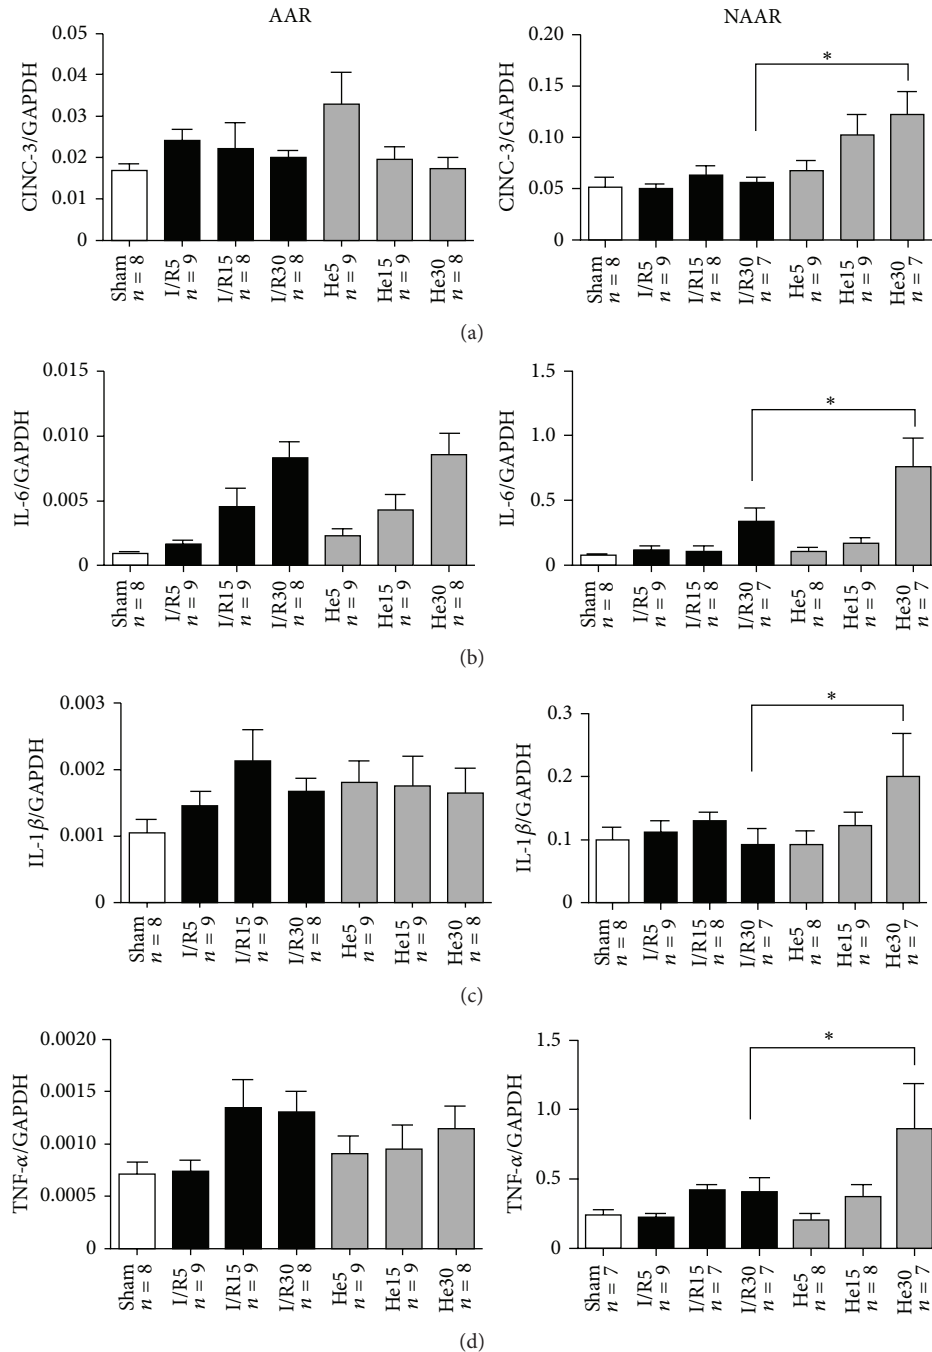 AAR
NAAR
CINC-3/GAPDH
0.05
0.04
0.03
0.02
0.01
0
Sham
n = 8
I/R5
n = 9
I/R15
n = 8
I/R30
n = 8
He5
n = 9
He15
n = 9
He30
n = 8
CINC-3/GAPDH
0.20
0.15
0.10
0.05
0
*
Sham
n = 8
I/R5
n = 9
I/R15
n = 8
I/R30
n = 7
He5
n = 9
He15
n = 9
He30
n = 7
(a)
IL-6/GAPDH
0.015
0.010
0.005
0
Sham
n = 8
I/R5
n = 9
I/R15
n = 9
I/R30
n = 8
He5
n = 9
He15
n = 9
He30
n = 8
IL-6/GAPDH
1.5
1.0
0.5
0
*
Sham
n = 8
I/R5
n = 9
I/R15
n = 8
I/R30
n = 7
He5
n = 8
He15
n = 9
He30
n = 7
(b)
IL-1β/GAPDH
0.003
0.002
0.001
0
Sham
n = 8
I/R5
n = 9
I/R15
n = 9
I/R30
n = 8
He5
n = 9
He15
n = 9
He30
n = 8
IL-1β/GAPDH
0.3
0.2
0.1
0
*
Sham
n = 8
I/R5
n = 9
I/R15
n = 8
I/R30
n = 7
He5
n = 8
He15
n = 9
He30
n = 7
(c)
TNF-α/GAPDH
0.0020
0.0015
0.0010
0.0005
0
Sham
n = 8
I/R5
n = 9
I/R15
n = 9
I/R30
n = 8
He5
n = 9
He15
n = 9
He30
n = 8
TNF-α/GAPDH
1.5
1.0
0.5
0
*
Sham
n = 7
I/R5
n = 9
I/R15
n = 7
I/R30
n = 7
He5
n = 8
He15
n = 8
He30
n = 7
(d)